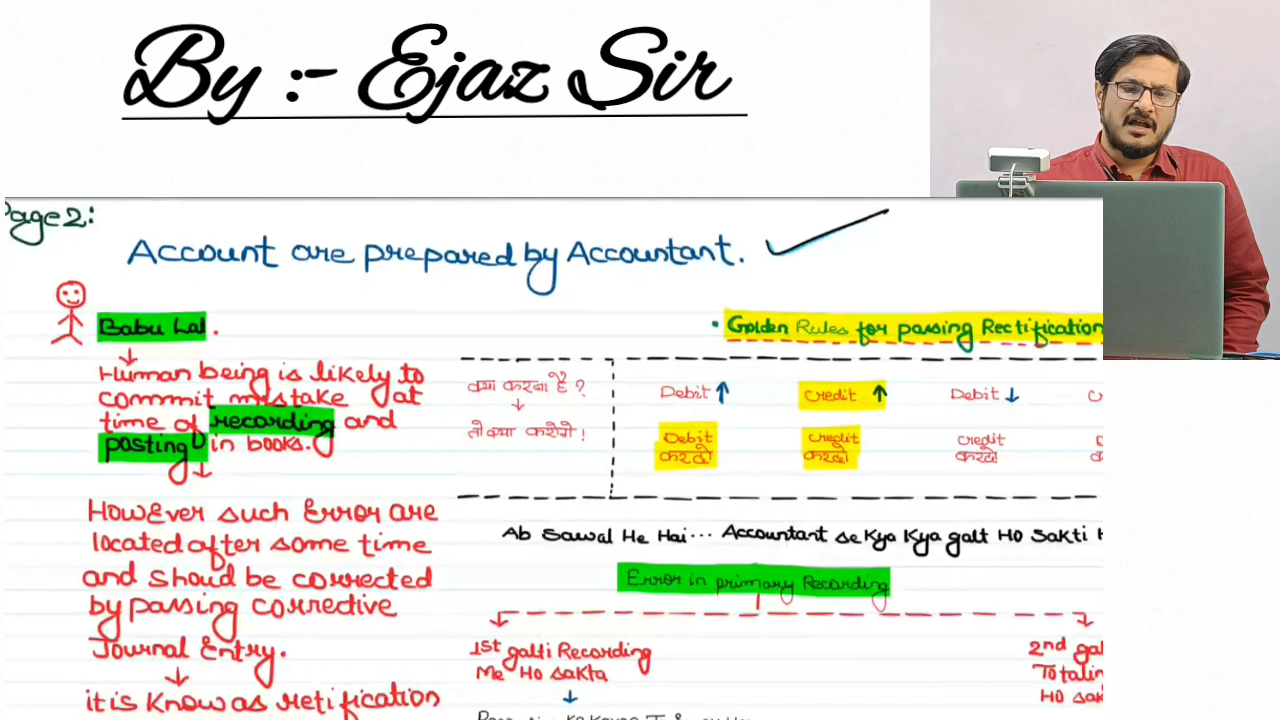 By :- Ejaz Sir
Page 2:
Account are prepared by Accountant.
Babu Lal.
Human being is likely to
commit mistake at
time of recording and
posting in books.
However such Error are
located after some time
and shoud be corrected
by passing corrective
Journal Entry.
it is Know as retification
• Golden Rules for passing Rectification
क्या करना है?
तो क्या करोगे!
Debit ↑
Credit ↑
Debit ↓
Debit
करदो
Credit
करदो
credit
करदो
Ab Sawal He Hai... Accountant se Kya Kya galt Ho Sakti
Error in primary Recording
1st galti Recording
Me Ho sakta
2nd gal
Totalin
Ho sak